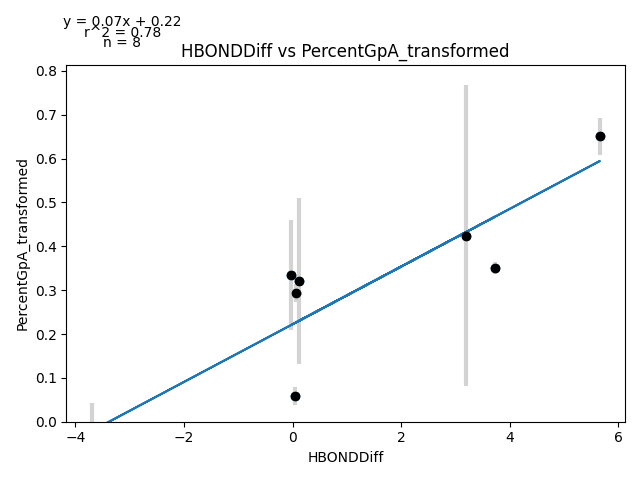 y = 0.07x + 0.22
r^2 = 0.78
n = 8
HBONDDiff vs PercentGpA_transformed
PercentGpA_transformed
0.8
0.7
0.6
0.5
0.4
0.3
0.2
0.1
0.0
−4
−2
0
2
4
6
HBONDDiff